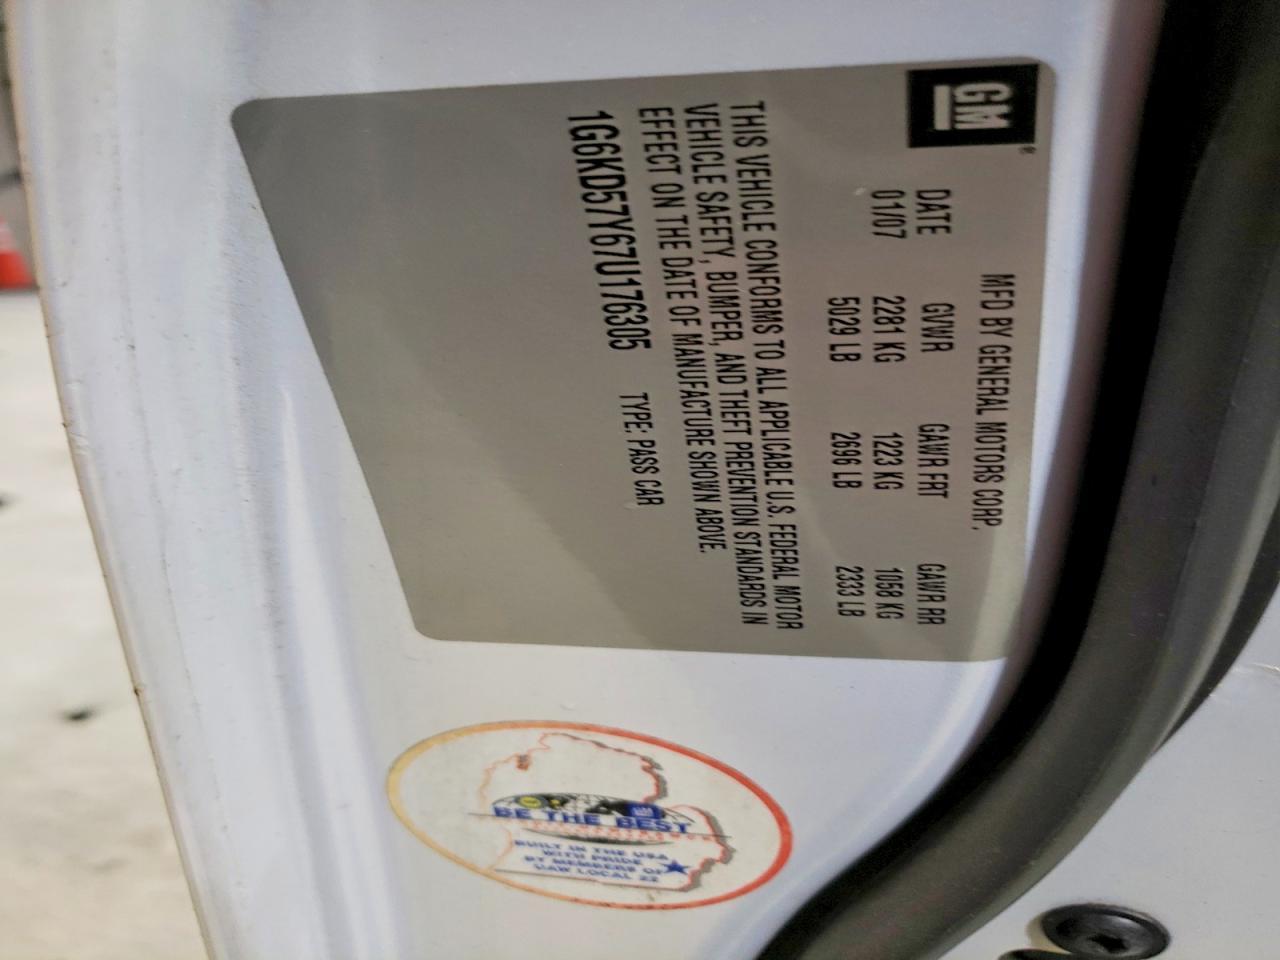 GM
MFD BY GENERAL MOTORS CORP.
DATE GVWR GAWR FRT GAWR RR
01/07 2281 KG 1223 KG 1058 KG
5029 LB 2696 LB 2333 LB
THIS VEHICLE CONFORMS TO ALL APPLICABLE U.S. FEDERAL MOTOR
VEHICLE SAFETY, BUMPER, AND THEFT PREVENTION STANDARDS IN
EFFECT ON THE DATE OF MANUFACTURE SHOWN ABOVE.
1G6KD57Y67U176305 TYPE: PASS CAR
BE THE BEST
BUILT IN THE USA
WITH PRIDE
BY MEMBERS OF
UAW LOCAL 22